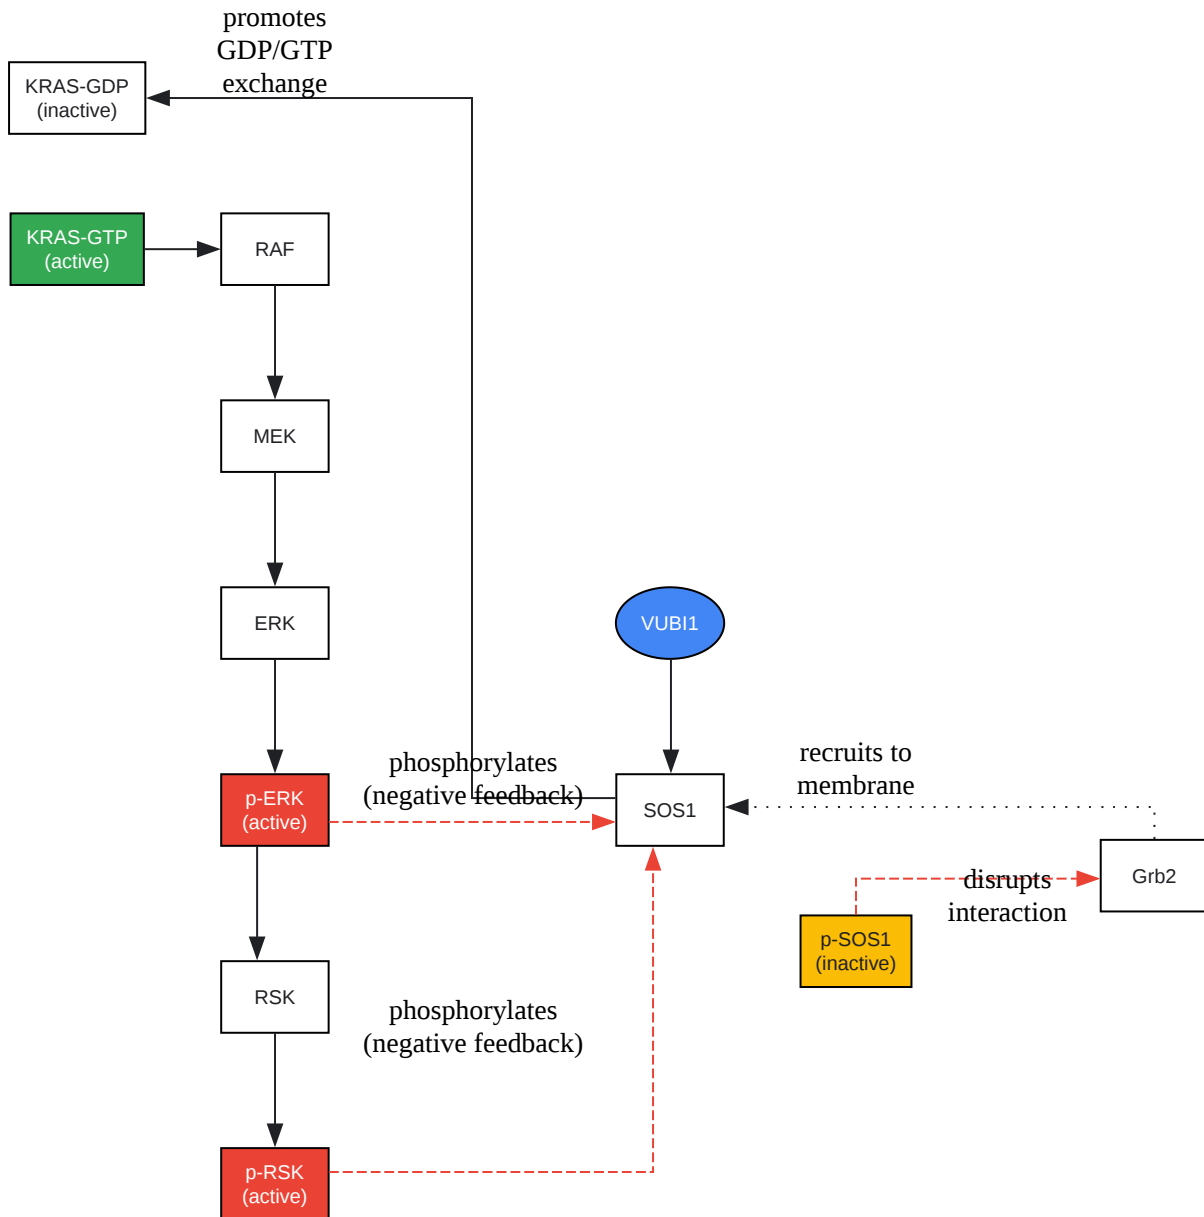 promotes
GDP/GTP
exchange
KRAS-GDP
(inactive)
KRAS-GTP
(active)
RAF
MEK
ERK
VUBI1
phosphorylates
(negative feedback)
recruits to
membrane
p-ERK
(active)
SOS1
disrupts
interaction
Grb2
p-SOS1
(inactive)
RSK
phosphorylates
(negative feedback)
p-RSK
(active)